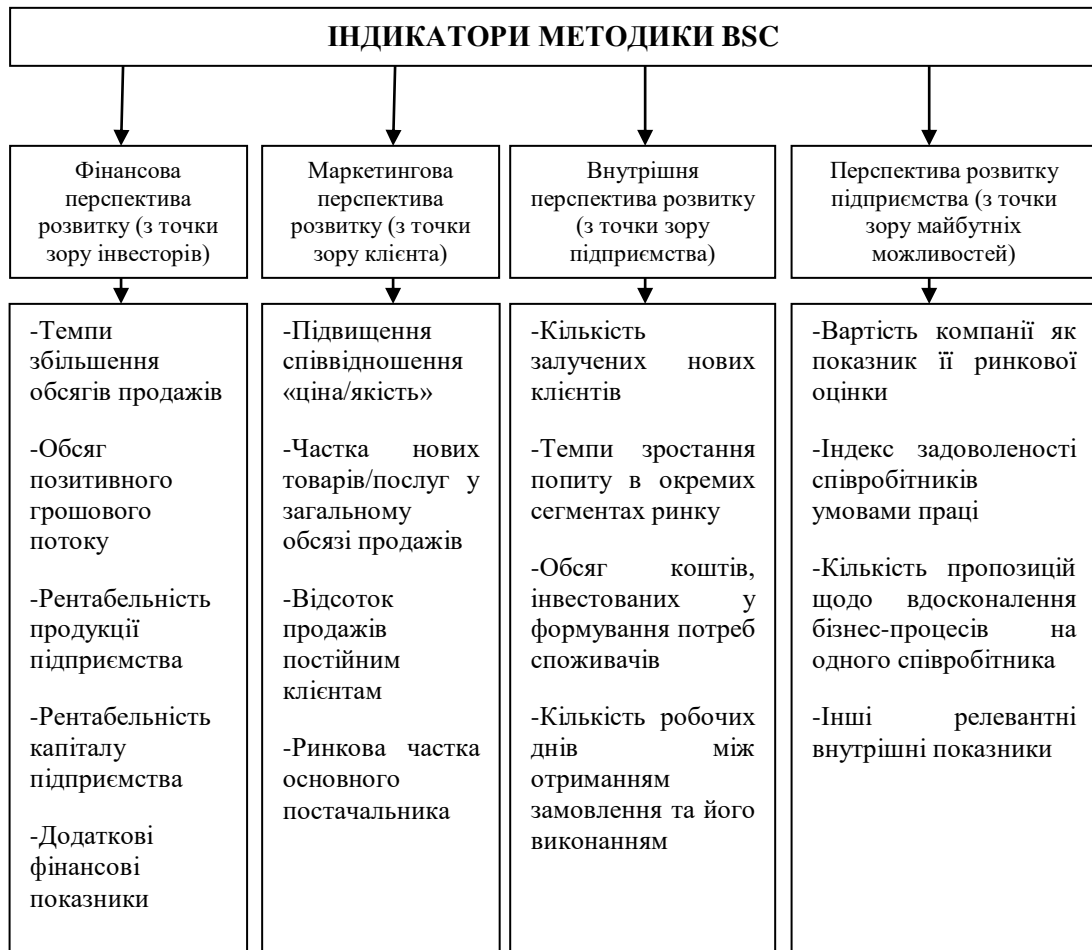 ІНДИКАТОРИ МЕТОДИКИ BSC
Фінансова
перспектива
розвитку (з точки
зору інвесторів)
Маркетингова
перспектива
розвитку (з точки
зору клієнта)
Внутрішня
перспектива розвитку
(з точки зору
підприємства)
Перспектива розвитку
підприємства (з точки
зору майбутніх
можливостей)
-Темпи
збільшення
обсягів продажів
-Обсяг
позитивного
грошового
потоку
-Рентабельність
продукції
підприємства
-Рентабельність
капіталу
підприємства
-Додаткові
фінансові
показники
-Підвищення
співвідношення
«ціна/якість»
-Частка нових
товарів/послуг у
загальному
обсязі продажів
-Відсоток
продажів
постійним
клієнтам
-Ринкова частка
основного
постачальника
-Кількість
залучених нових
клієнтів
-Темпи зростання
попиту в окремих
сегментах ринку
-Обсяг коштів,
інвестованих у
формування потреб
споживачів
-Кількість робочих
днів між
отриманням
замовлення та його
виконанням
-Вартість компанії як
показник її ринкової
оцінки
-Індекс задоволеності
співробітників
умовами праці
-Кількість пропозицій
щодо вдосконалення
бізнес-процесів на
одного співробітника
-Інші релевантні
внутрішні показники